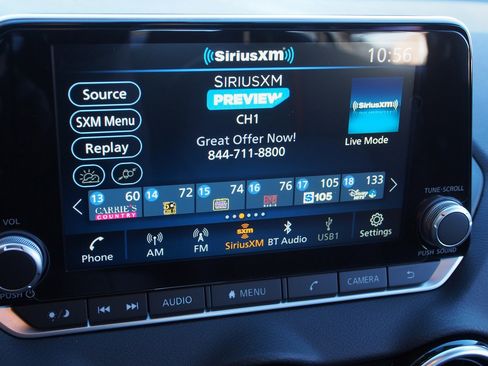 SiriusXM
10:56
SIRIUSXM
PREVIEW
CH1
Great Offer Now!
844-711-8800
Source
SXM Menu
Replay
SiriusXM
Live Mode
13 60
CARRIE'S
COUNTRY
14 72
15 74
16 76
17 105
S105
18 133
Phone
AM
FM
sxm
SiriusXM
BT Audio
USB1
Settings
VOL
PUSH
TUNE·SCROLL
PUSH SOUND
AUDIO
MENU
CAMERA